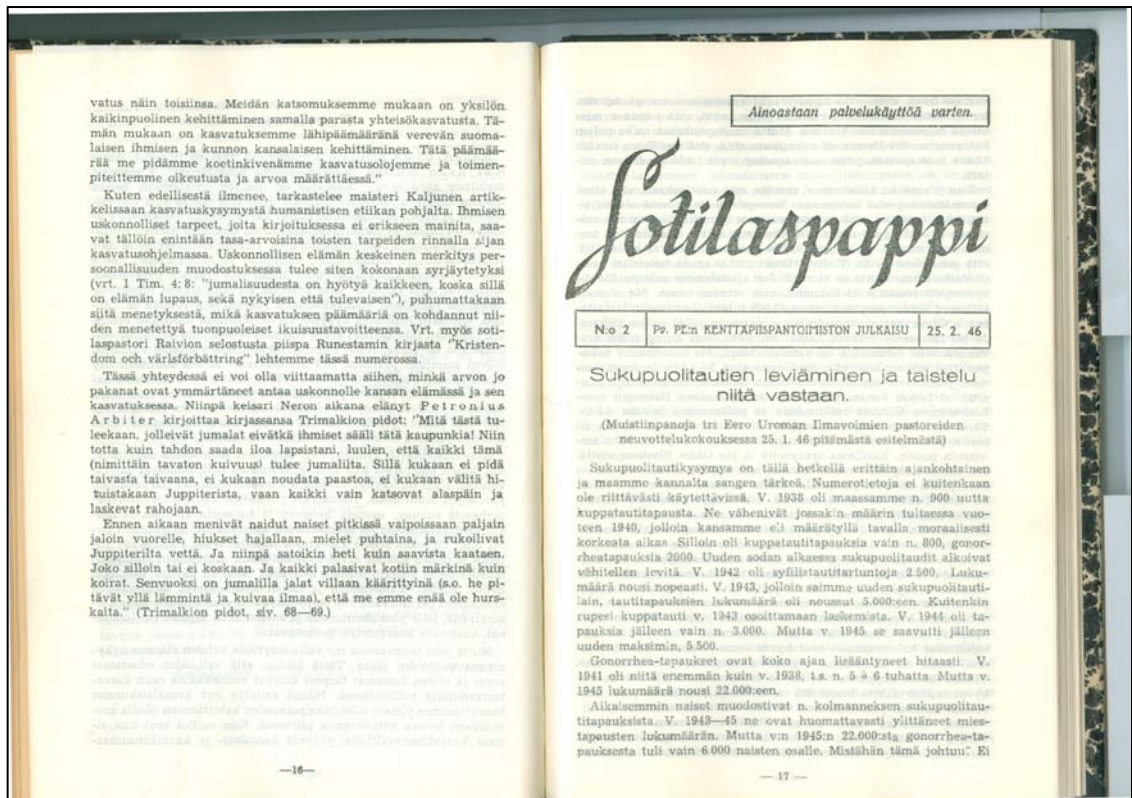 vatus näin toisiinsa. Meidän katsomuksemme mukaan on yksilön
kaikinpuolinen kehittäminen samalla parasta yhteisökasvatusta. Tä-
män mukaan on kasvatuksemme lähipäämääränä verevän suoma-
laisen ihmisen ja kunnon kansalaisen kehittäminen. Tätä päämää-
rää me pidämme koetinkivenämme kasvatusolojemme ja toimen-
piteittemme oikeutusta ja arvoa määrättäessä."
Kuten edellisestä ilmenee, tarkastelee maisteri Kaljunen artik-
kelissaan kasvatuskysymystä humanistisen etiikan pohjalta. Ihmisen
uskonnolliset tarpeet, joita kirjoituksessa ei erikseen mainita, saa-
vat tällöin enintään tasa-arvoisina toisten tarpeiden rinnalla sijan
kasvatusohjelmassa. Uskonnollisen elämän keskeinen merkitys per-
soonallisuuden muodostuksessa tulee siten kokonaan syrjäytetyksi
(vrt. 1 Tim. 4: 8: "jumalisuudesta on hyötyä kaikkeen, koska sillä
on elämän lupaus, sekä nykyisen että tulevaisen"), puhumattakaan
siitä menetyksestä, mikä kasvatuksen päämääriä on kohdannut nii-
den menetettyä tuonpuoleiset ikuisuustavoitteensa. Vrt. myös soti-
laspastori Raivion selostusta piispa Runestamin kirjasta "Kristen-
dom och värlsförbättring" lehtemme tässä numerossa.
Tässä yhteydessä ei voi olla viittaamatta siihen, minkä arvon jo
pakanat ovat ymmärtäneet antaa uskonnolle kansan elämässä ja sen
kasvatuksessa. Niinpä keisari Neron aikana elänyt Petronius
Arbiter kirjoittaa kirjassansa Trimalkion pidot: "Mitä tästä tu-
leekaan, jolleivät jumalat eivätkä ihmiset sääli tätä kaupunkia! Niin
totta kuin tahdon saada iloa lapsistani, luulen, että kaikki tämä
(nimittäin tavaton kuivuus) tulee jumalilta. Sillä kukaan ei pidä
taivasta taivaana, ei kukaan noudata paastoa, ei kukaan välitä hi-
tuistakaan Juppiterista, vaan kaikki vain katsovat alaspäin ja
laskevat rahojaan.
Ennen aikaan menivät naidut naiset pitkissä vaipoissaan paljain
jaloin vuorelle, hiukset hajallaan, mielet puhtaina, ja rukoilivat
Juppiterilta vettä. Ja niinpä satoikin heti kuin saavista kaataen.
Joko silloin tai ei koskaan. Ja kaikki palasivat kotiin märkinä kuin
koirat. Senvuoksi on jumalilla jalat villaan käärittyinä (s.o. he pi-
tävät yllä lämmintä ja kuivaa ilmaa), että me emme enää ole hurs-
kaita." (Trimalkion pidot, siv. 68—69.)
—16—
Ainoastaan palvelukäyttöä varten.
Sotilaspappi
N:o 2 Pv. PE:n KENTTÄPIISPANTOIMISTON JULKAISU 25. 2. 46
Sukupuolitautien leviäminen ja taistelu
niitä vastaan.
(Muistiinpanoja tri Eero Uroman Ilmavoimien pastoreiden
neuvottelukokouksessa 25. 1. 46 pitämästä esitelmästä)
Sukupuolitautikysymys on tällä hetkellä erittäin ajankohtainen
ja maamme kannalta sangen tärkeä. Numerotietoja ei kuitenkaan
ole riittävästi käytettävissä. V. 1938 oli maassamme n. 900 uutta
kuppatautitapausta. Ne vähenivät jossakin määrin tultaessa vuo-
teen 1940, jolloin kansamme eli määrätyllä tavalla moraalisesti
korkeata aikaa. Silloin oli kuppatautitapauksia vain n. 800, gonor-
rheatapauksia 2000. Uuden sodan alkaessa sukupuolitaudit alkoivat
vähitellen levitä. V. 1942 oli syfilistautitartuntoja 2.500. Luku-
määrä nousi nopeasti. V. 1943, jolloin saimme uuden sukupuolitauti-
lain, tautitapauksien lukumäärä oli noussut 5.000:een. Kuitenkin
rupesi kuppatauti v. 1943 osoittamaan laskemista. V. 1944 oli ta-
pauksia jälleen vain n. 3.000. Mutta v. 1945 se saavutti jälleen
uuden maksimin, 5.500.
Gonorrhea-tapaukset ovat koko ajan lisääntyneet hitaasti. V.
1941 oli niitä enemmän kuin v. 1938, t.s. n. 5 à 6 tuhatta. Mutta v.
1945 lukumäärä nousi 22.000:een.
Aikaisemmin naiset muodostivat n. kolmanneksen sukupuolitau-
titapauksista. V. 1943—45 ne ovat huomattavasti ylittäneet mies-
tapausten lukumäärän. Mutta v:n 1945:n 22.000:sta gonorrhea-ta-
pauksesta tuli vain 6.000 naisten osalle. Mistähän tämä johtuu? Ei
— 17 —